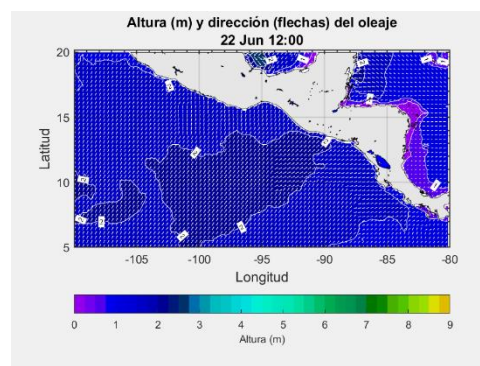 Altura (m) y dirección (flechas) del oleaje
22 Jun 12:00
20
15
10
5
Latitud
-105 -100 -95 -90 -85 -80
Longitud
0 1 2 3 4 5 6 7 8 9
Altura (m)